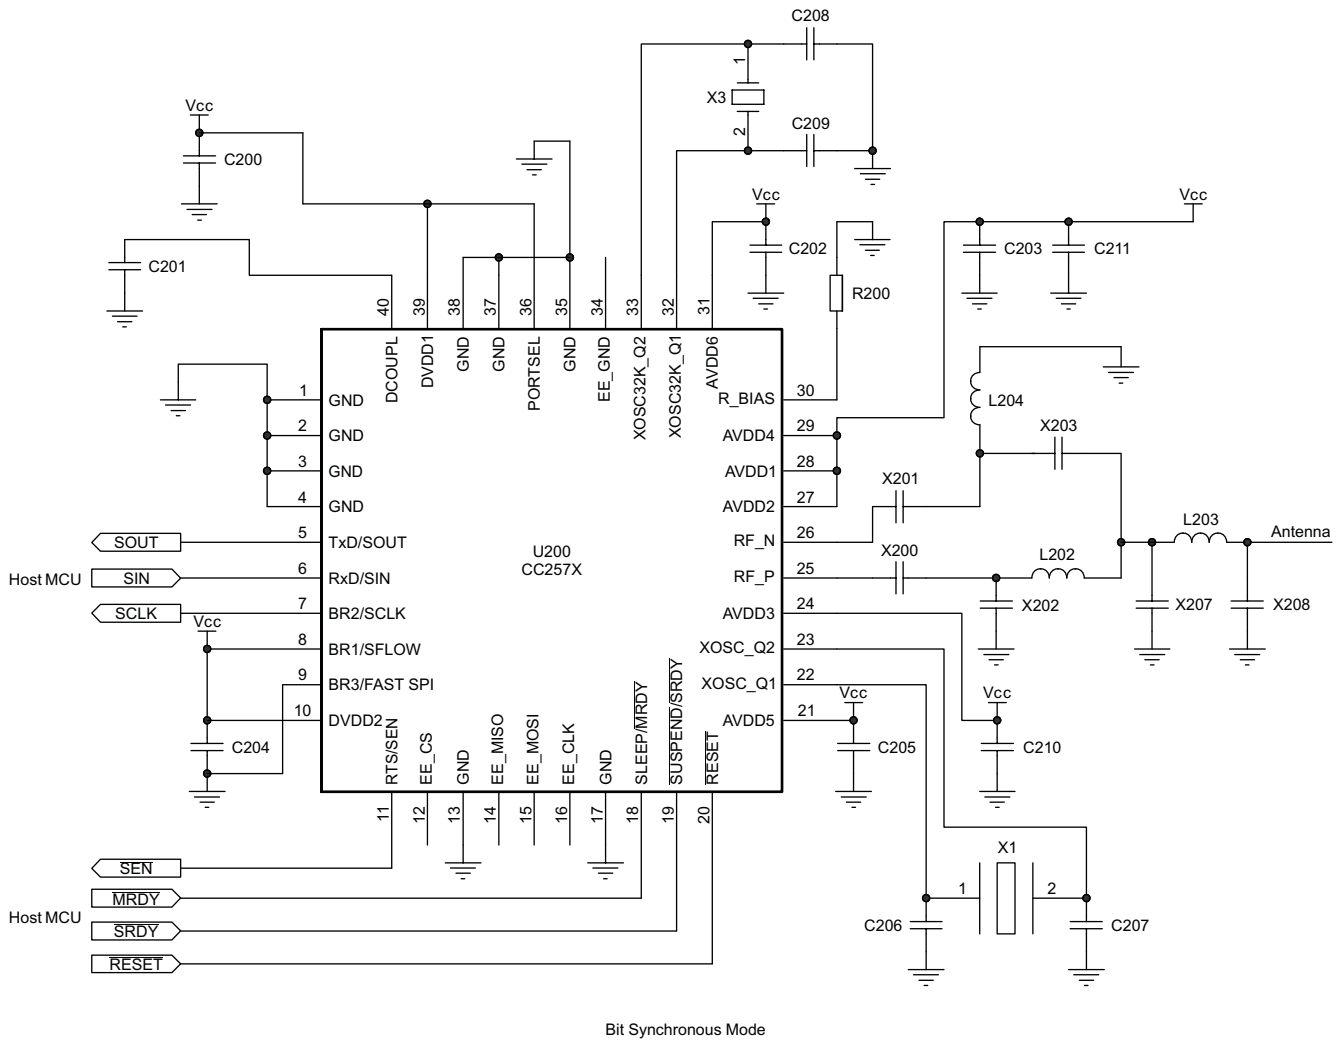 C208
1
X3
2
C209
Vcc
C200
C201
Vcc
C202
Vcc
C203
C211
R200
40
39
38
37
36
35
34
33
32
31
DCOUPL
DVDD1
GND
GND
PORTSEL
GND
EE_GND
XOSC32K_Q2
XOSC32K_Q1
AVDD6
1 GND
2 GND
3 GND
4 GND
SOUT 5 TxD/SOUT
Host MCU SIN 6 RxD/SIN
SCLK 7 BR2/SCLK
Vcc
8 BR1/SFLOW
9 BR3/FAST SPI
10 DVDD2
C204
U200
CC257X
R_BIAS 30
AVDD4 29
AVDD1 28
AVDD2 27
RF_N 26
RF_P 25
AVDD3 24
XOSC_Q2 23
XOSC_Q1 22
AVDD5 21
L204
X203
X201
X200
L202
L203
Antenna
X202
X207
X208
Vcc
C205
Vcc
C210
RTS/SEN
EE_CS
GND
EE_MISO
EE_MOSI
EE_CLK
GND
SLEEP/MRDY
SUSPEND/SRDY
RESET
11
12
13
14
15
16
17
18
19
20
SEN
MRDY
Host MCU
SRDY
RESET
X1
1
2
C206
C207
Bit Synchronous Mode